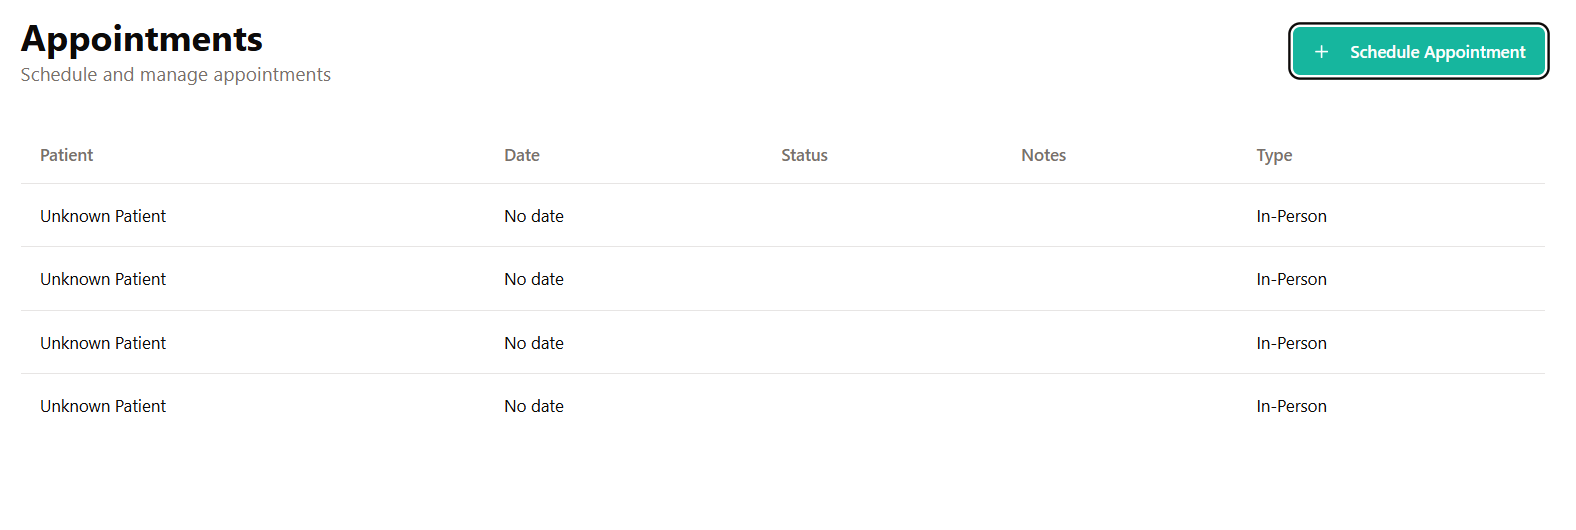 Appointments
Schedule and manage appointments
+ Schedule Appointment
Patient Date Status Notes Type
Unknown Patient No date In-Person
Unknown Patient No date In-Person
Unknown Patient No date In-Person
Unknown Patient No date In-Person